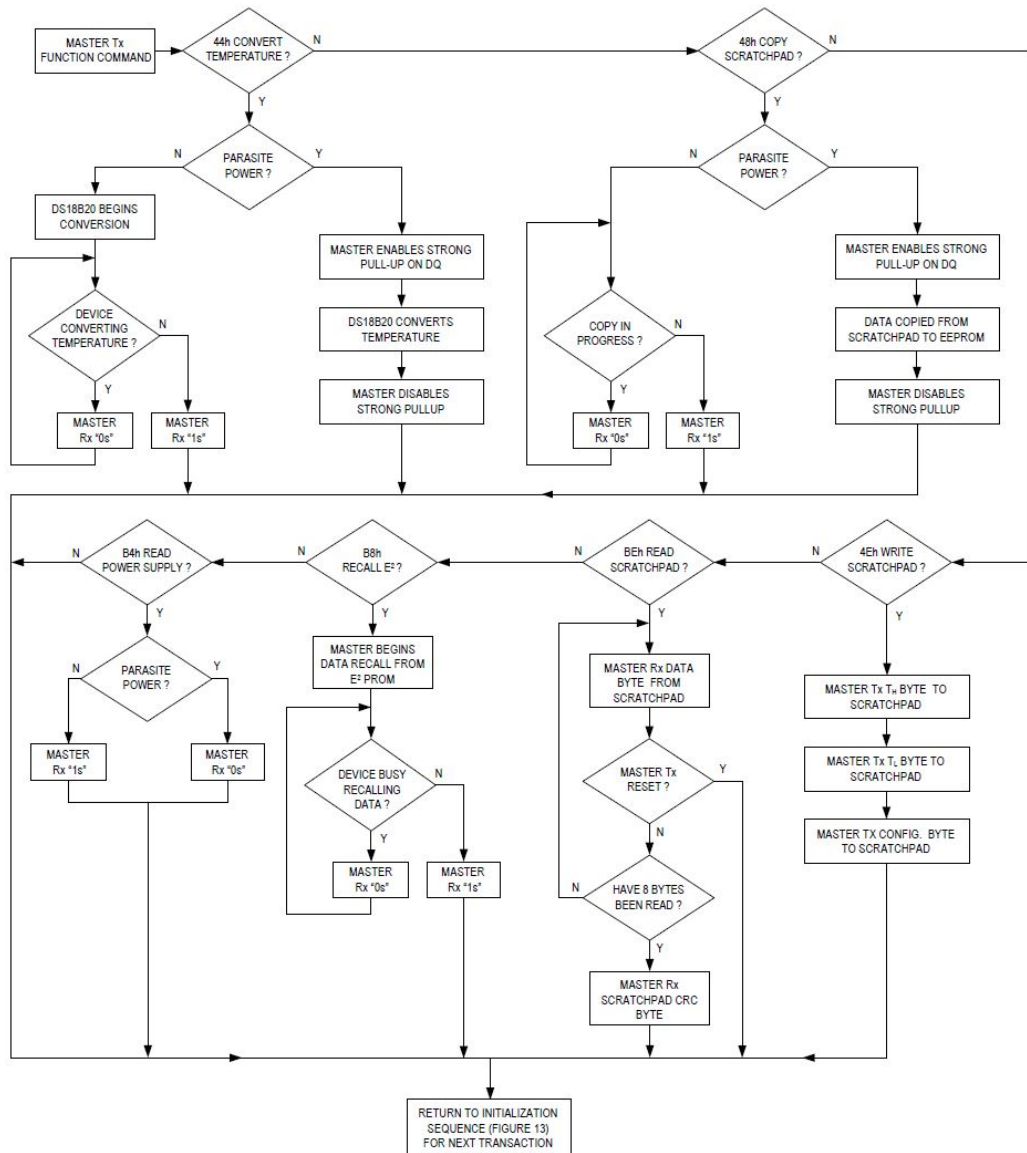 MASTER Tx
FUNCTION COMMAND
44h CONVERT
TEMPERATURE ?
N
Y
48h COPY
SCRATCHPAD ?
N
Y
PARASITE
POWER ?
N
Y
PARASITE
POWER ?
N
Y
DS18B20 BEGINS
CONVERSION
MASTER ENABLES STRONG
PULL-UP ON DQ
MASTER ENABLES STRONG
PULL-UP ON DQ
DEVICE
CONVERTING
TEMPERATURE ?
N
Y
DS18B20 CONVERTS
TEMPERATURE
COPY IN
PROGRESS ?
N
Y
DATA COPIED FROM
SCRATCHPAD TO EEPROM
MASTER
Rx “0s”
MASTER
Rx “1s”
MASTER DISABLES
STRONG PULLUP
MASTER
Rx “0s”
MASTER
Rx “1s”
MASTER DISABLES
STRONG PULLUP
N
B4h READ
POWER SUPPLY ?
Y
N
B8h
RECALL E² ?
Y
N
BEh READ
SCRATCHPAD ?
Y
N
4Eh WRITE
SCRATCHPAD ?
Y
N
PARASITE
POWER ?
Y
MASTER
Rx “1s”
MASTER
Rx “0s”
MASTER BEGINS
DATA RECALL FROM
E² PROM
DEVICE BUSY
RECALLING
DATA ?
N
Y
MASTER
Rx “0s”
MASTER
Rx “1s”
MASTER Rx DATA
BYTE FROM
SCRATCHPAD
MASTER Tx
RESET ?
Y
N
HAVE 8 BYTES
BEEN READ ?
N
Y
MASTER Rx
SCRATCHPAD CRC
BYTE
MASTER Tx TH BYTE TO
SCRATCHPAD
MASTER Tx TL BYTE TO
SCRATCHPAD
MASTER TX CONFIG. BYTE
TO SCRATCHPAD
RETURN TO INITIALIZATION
SEQUENCE (FIGURE 13)
FOR NEXT TRANSACTION